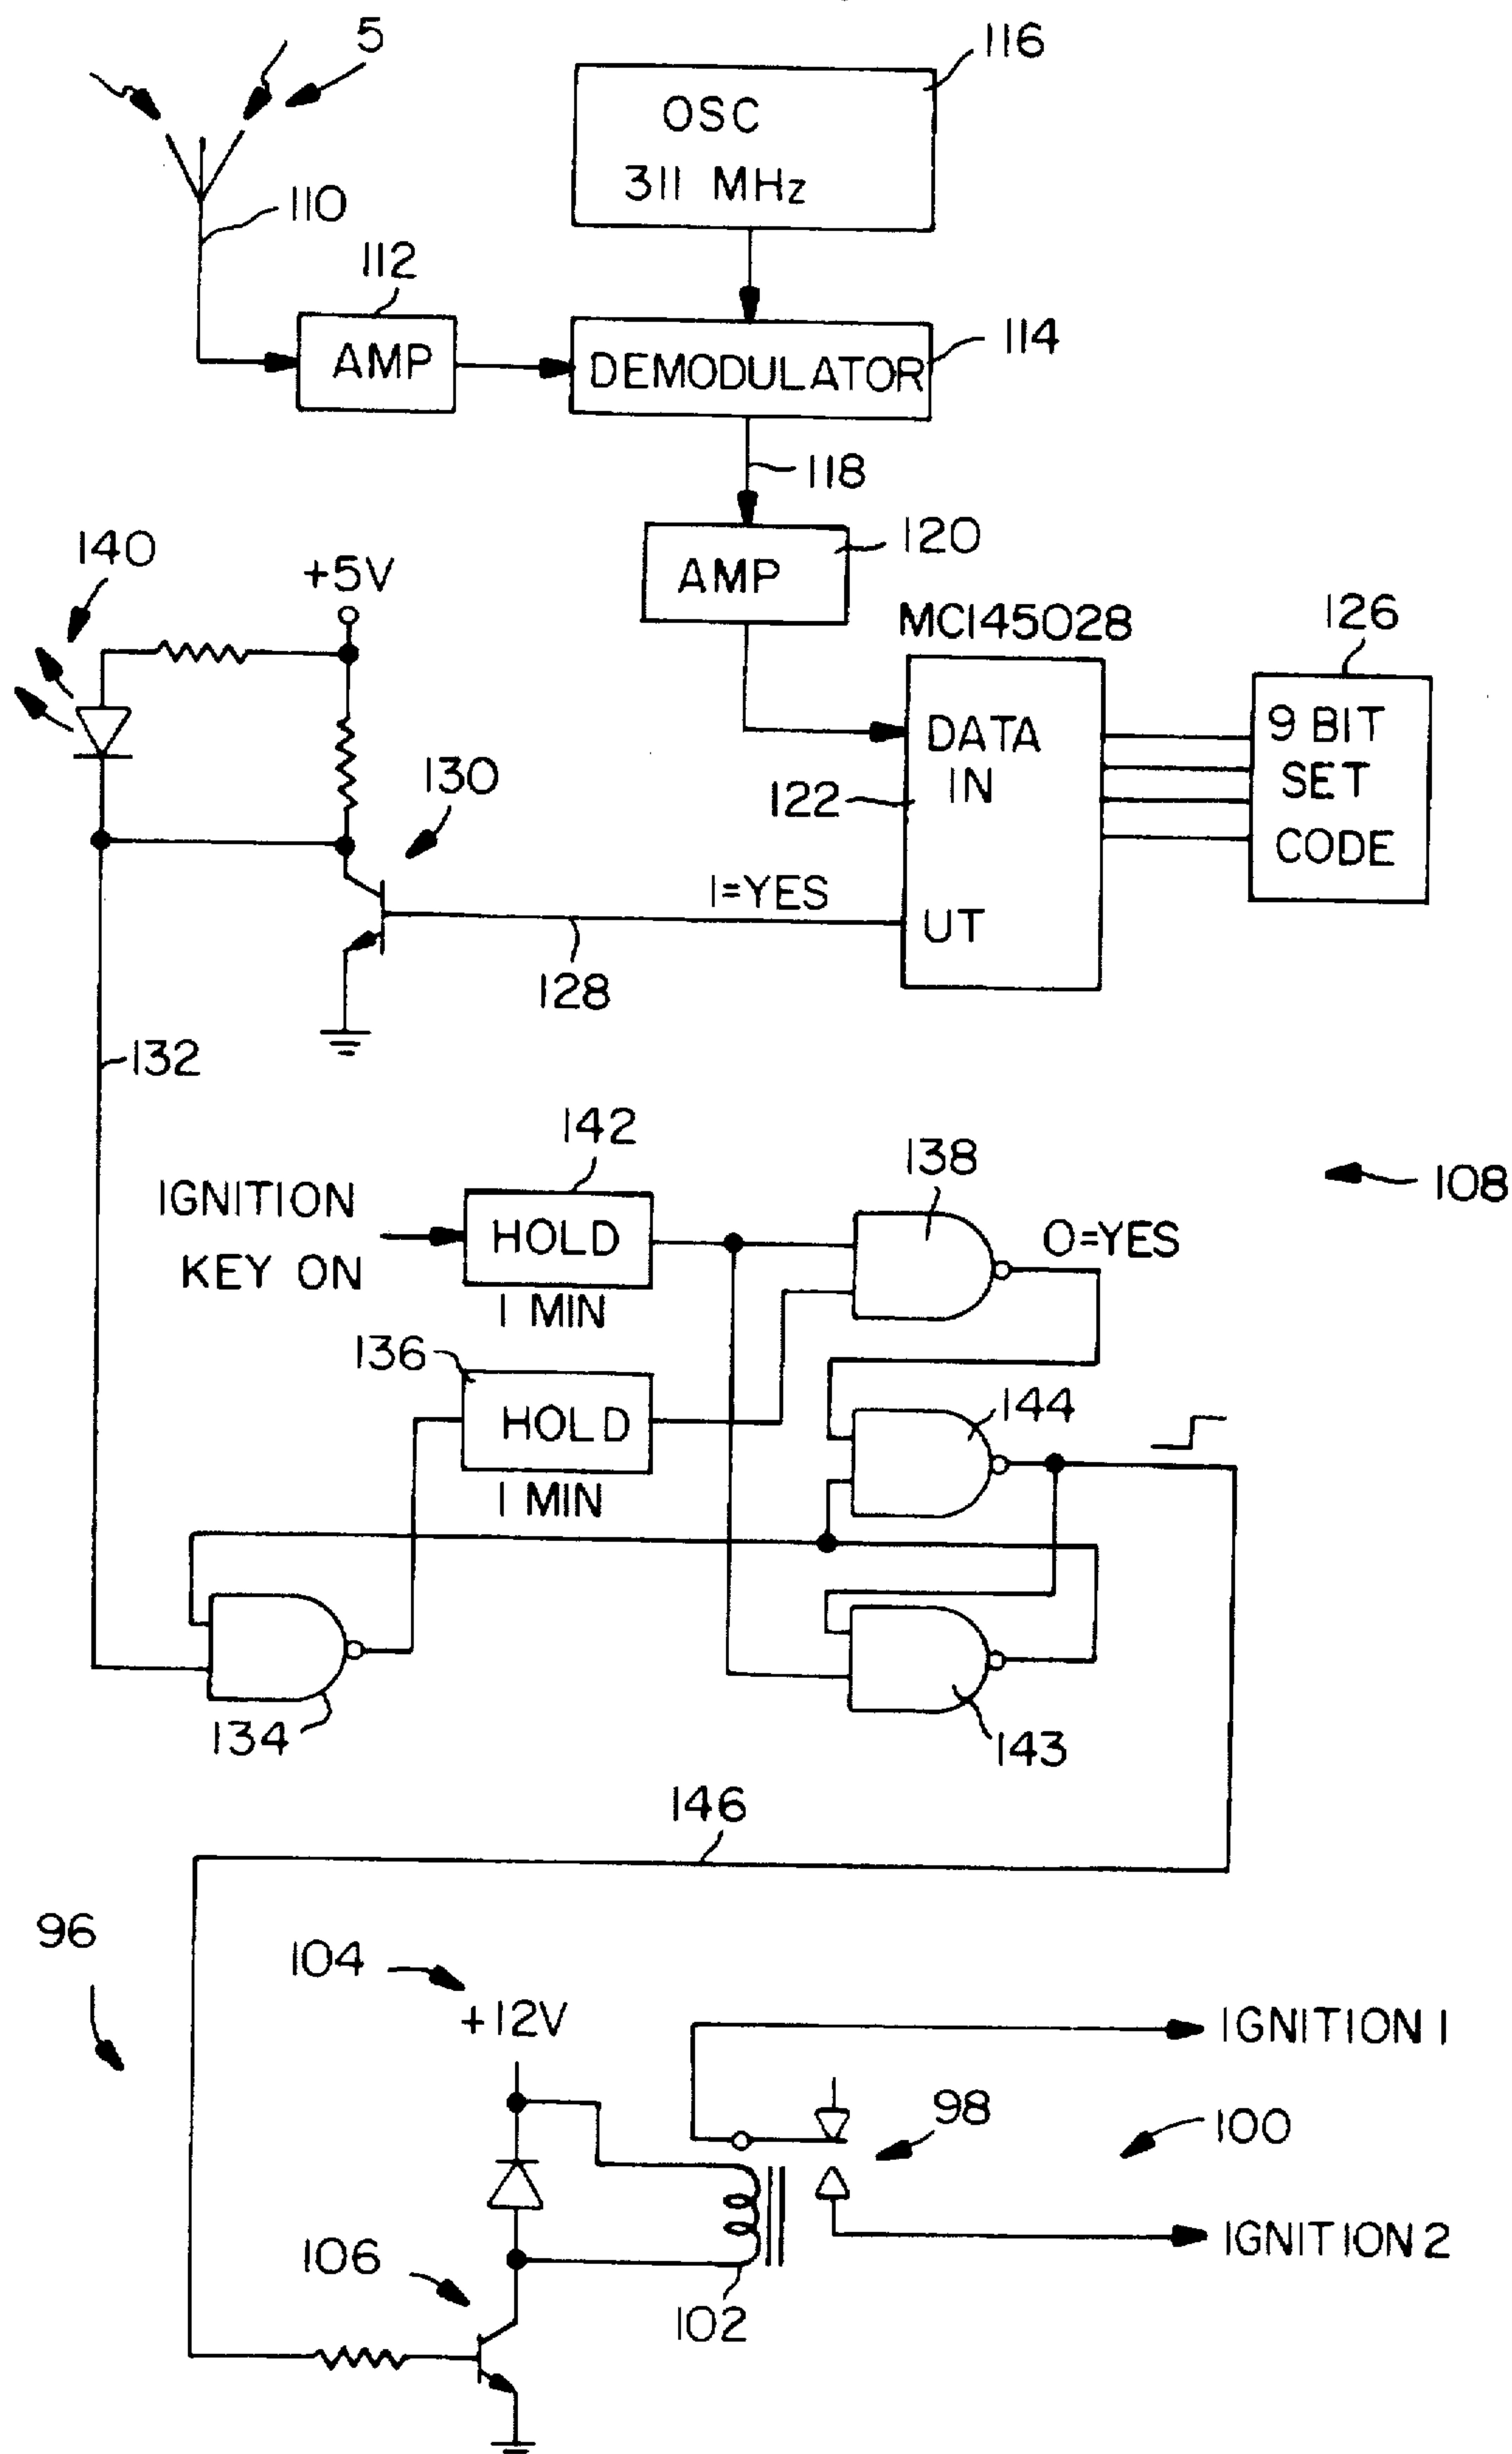 5
116
OSC
311 MHz
110
112
AMP
DEMODULATOR
114
118
140
+5V
AMP
120
MC145028
126
130
DATA
IN
122
9 BIT
SET
CODE
1=YES
UT
128
132
142
138
108
IGNITION
KEY ON
HOLD
1 MIN
0=YES
136
HOLD
1 MIN
144
134
143
146
96
104
+12V
IGNITION 1
98
100
106
102
IGNITION 2